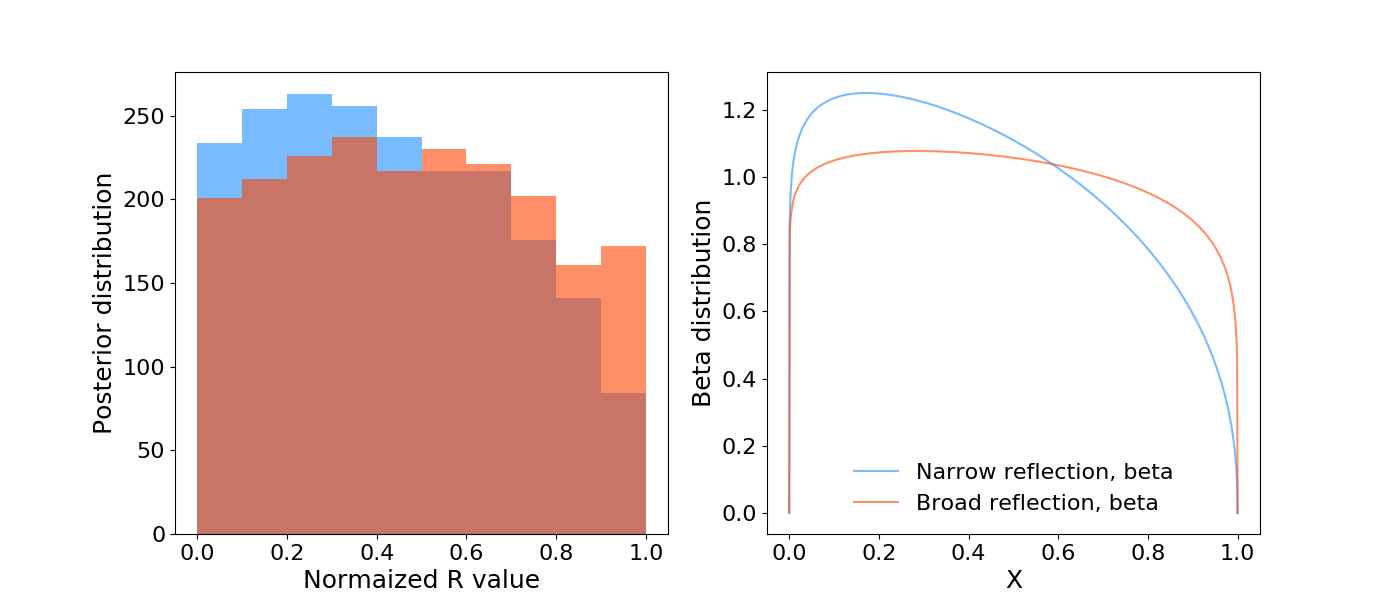 Posterior distribution
250
200
150
100
50
0
0.0 0.2 0.4 0.6 0.8 1.0
Normaized R value
Beta distribution
1.2
1.0
0.8
0.6
0.4
0.2
0.0
Narrow reflection, beta
Broad reflection, beta
0.0 0.2 0.4 0.6 0.8 1.0
X